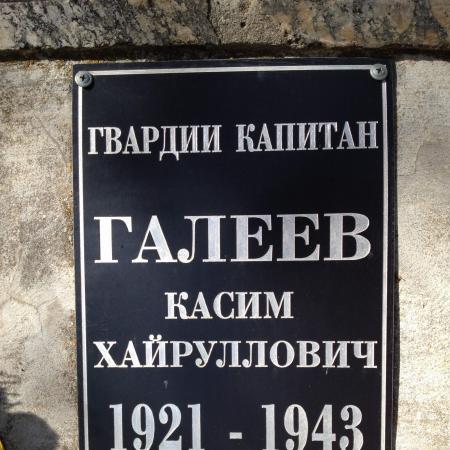 ГВАРДИИ КАПИТАН
ГАЛЕЕВ
КАСИМ
ХАЙРУЛЛОВИЧ
1921 - 1943